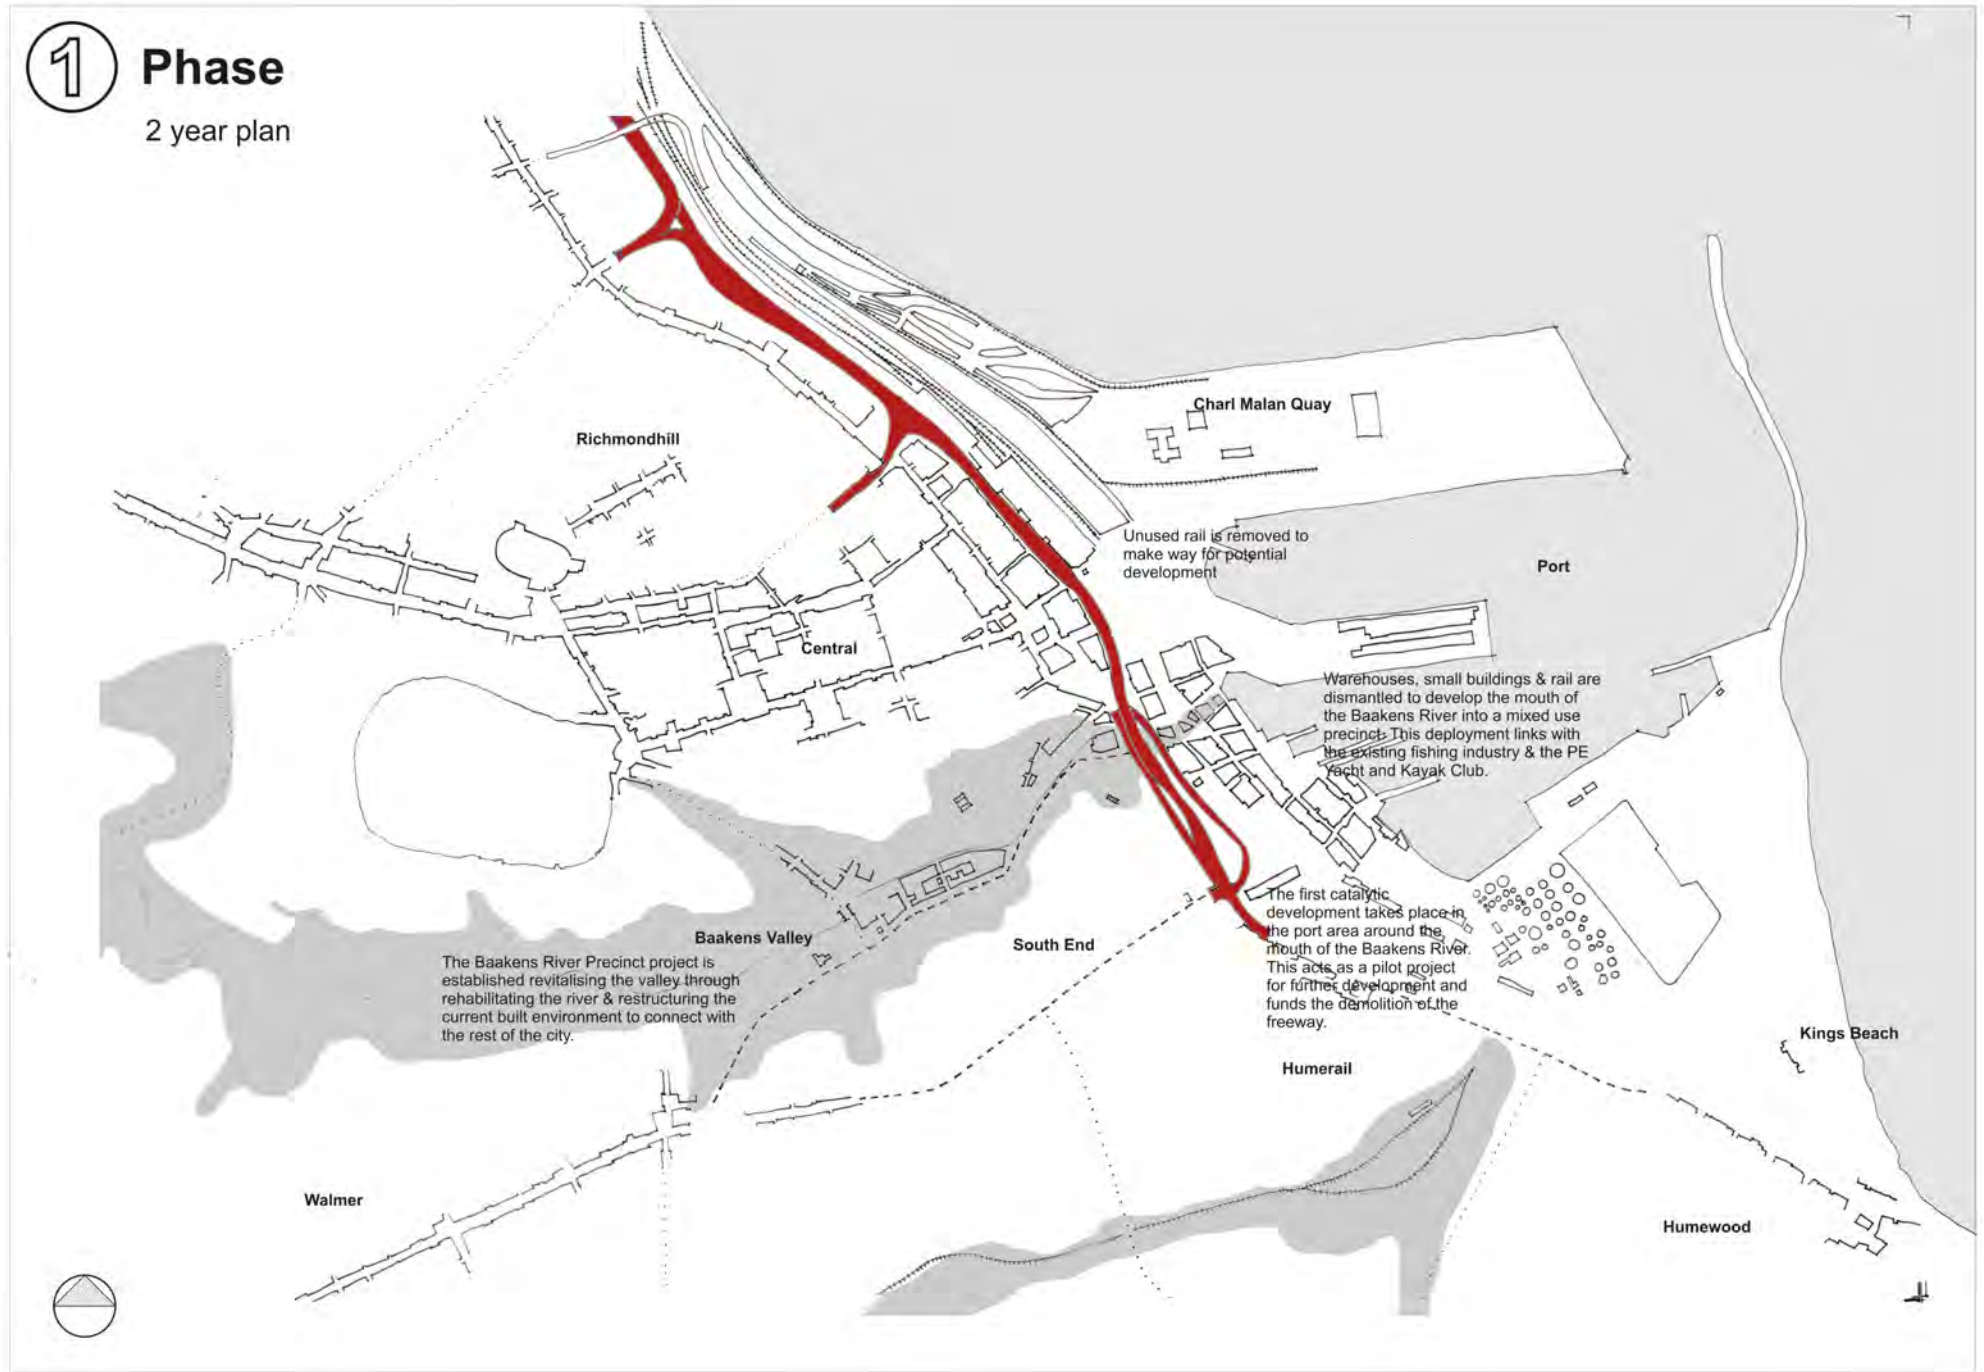 1 Phase
2 year plan
Charl Malan Quay
Richmondhill
Unused rail is removed to
make way for potential
development
Port
Central
Warehouses, small buildings & rail are
dismantled to develop the mouth of
the Baakens River into a mixed use
precinct. This deployment links with
the existing fishing industry & the PE
Yacht and Kayak Club.
The first catalytic
development takes place in
the port area around the
mouth of the Baakens River.
This acts as a pilot project
for further development and
funds the demolition of the
freeway.
Baakens Valley
South End
The Baakens River Precinct project is
established revitalising the valley through
rehabilitating the river & restructuring the
current built environment to connect with
the rest of the city.
Kings Beach
Humerail
Walmer
Humewood